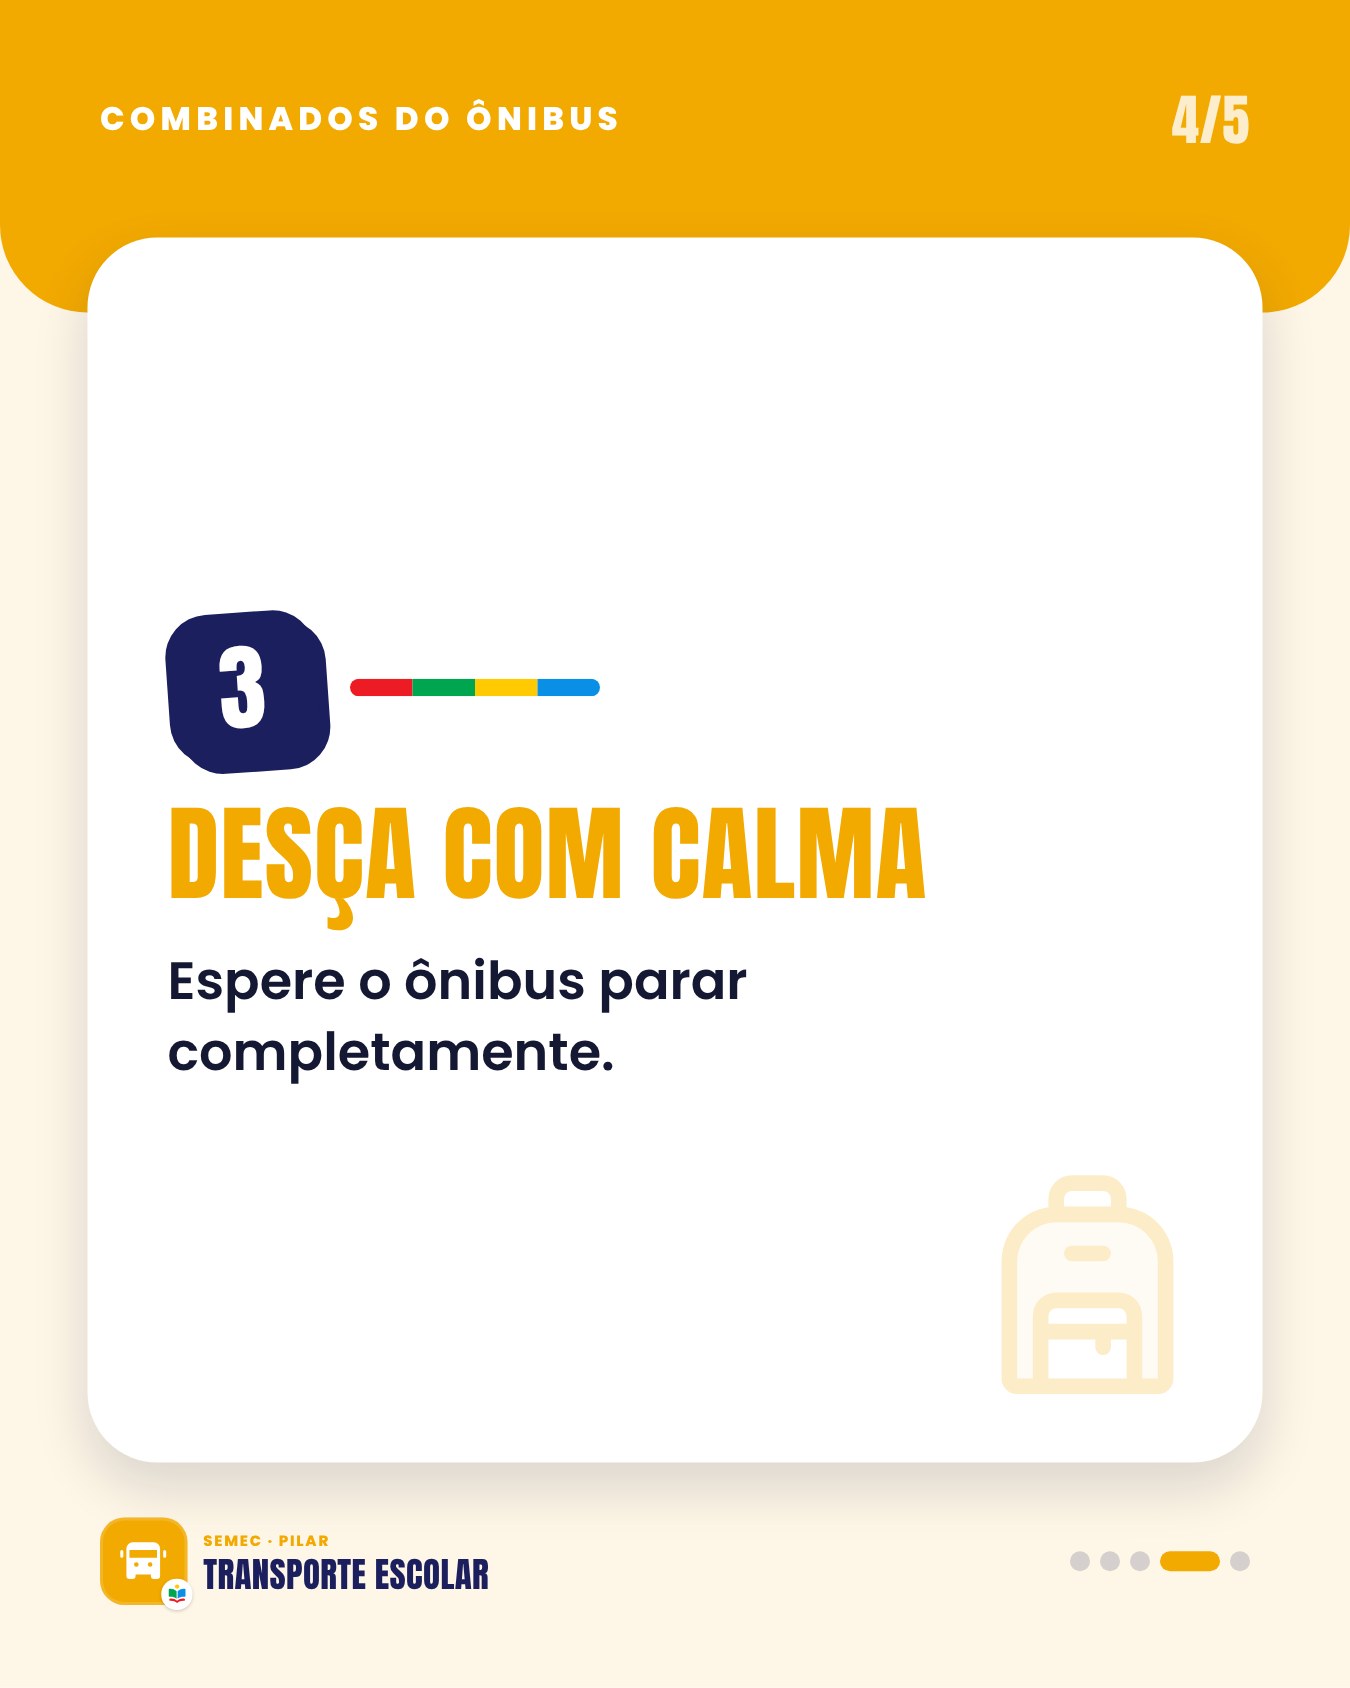 COMBINADOS DO ÔNIBUS
4/5
3
DESÇA COM CALMA
Espere o ônibus parar
completamente.
SEMEC · PILAR
TRANSPORTE ESCOLAR